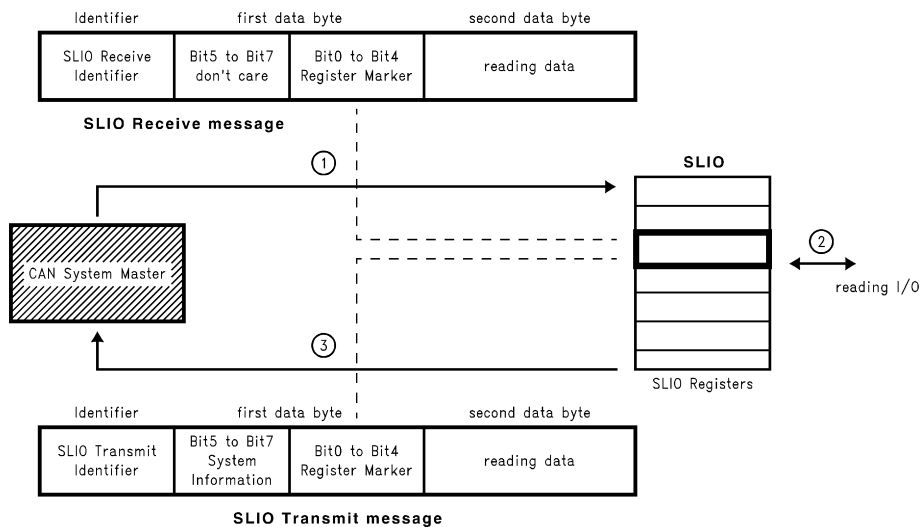 Identifier first data byte second data byte
SLIO Receive Identifier
Bit5 to Bit7 don't care
Bit0 to Bit4 Register Marker
reading data
SLIO Receive message
1
SLIO
CAN System Master
2
reading I/O
3
SLIO Registers
Identifier first data byte second data byte
SLIO Transmit Identifier
Bit5 to Bit7 System Information
Bit0 to Bit4 Register Marker
reading data
SLIO Transmit message